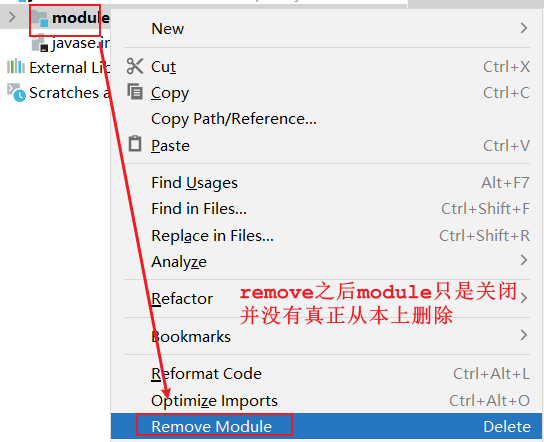 module
javase.in
External Lib
Scratches a
New
Cut Ctrl+X
Copy Ctrl+C
Copy Path/Reference...
Paste Ctrl+V
Find Usages Alt+F7
Find in Files... Ctrl+Shift+F
Replace in Files... Ctrl+Shift+R
Analyze
Refactor
remove之后module只是关闭
并没有真正从本上删除
Bookmarks
Reformat Code Ctrl+Alt+L
Optimize Imports Ctrl+Alt+O
Remove Module Delete